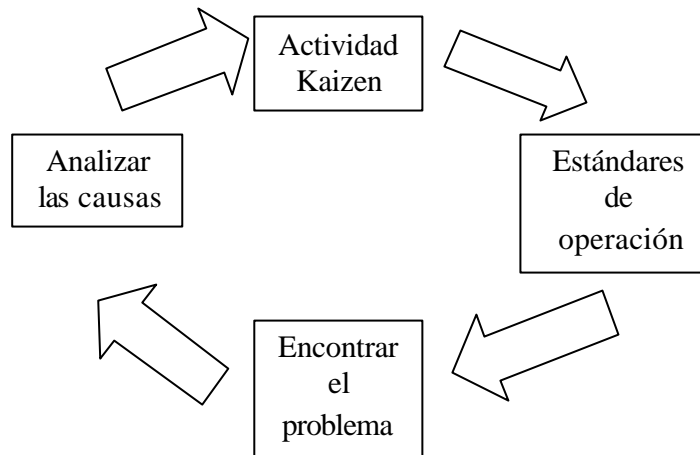 Actividad
Kaizen
Analizar
las causas
Estándares
de
operación
Encontrar
el
problema